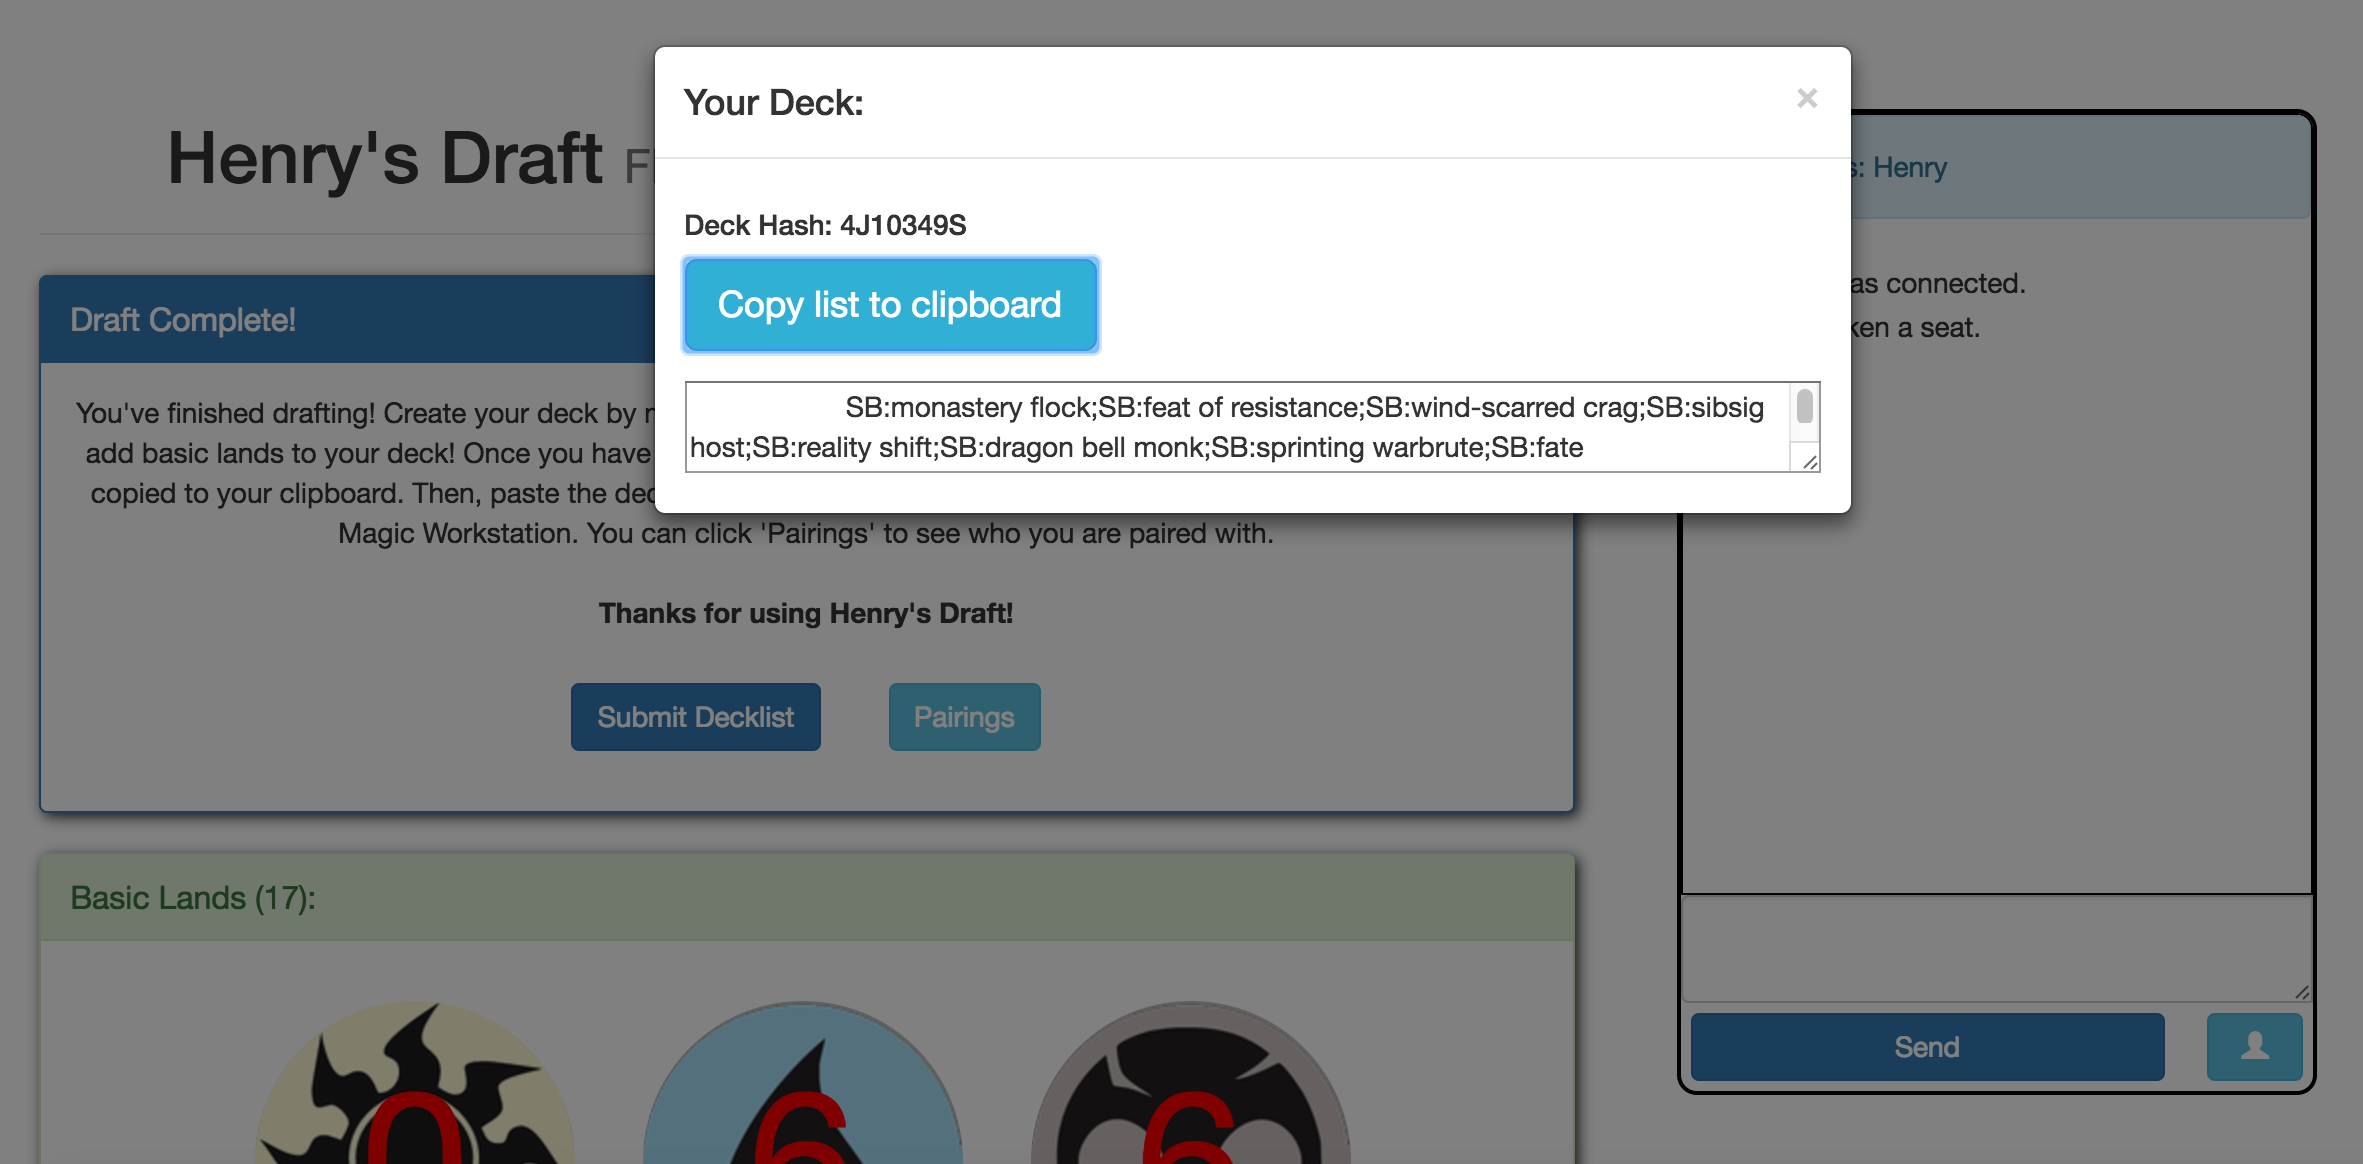 Your Deck:
×
Henry's Draft F
s: Henry
Deck Hash: 4J10349S
Copy list to clipboard
as connected.
ken a seat.
Draft Complete!
SB:monastery flock;SB:feat of resistance;SB:wind-scarred crag;SB:sibsig
host;SB:reality shift;SB:dragon bell monk;SB:sprinting warbrute;SB:fate
You've finished drafting! Create your deck by
add basic lands to your deck! Once you have
copied to your clipboard. Then, paste the
Magic Workstation. You can click 'Pairings' to see who you are paired with.
Thanks for using Henry's Draft!
Submit Decklist
Pairings
Basic Lands (17):
0
6
6
Send